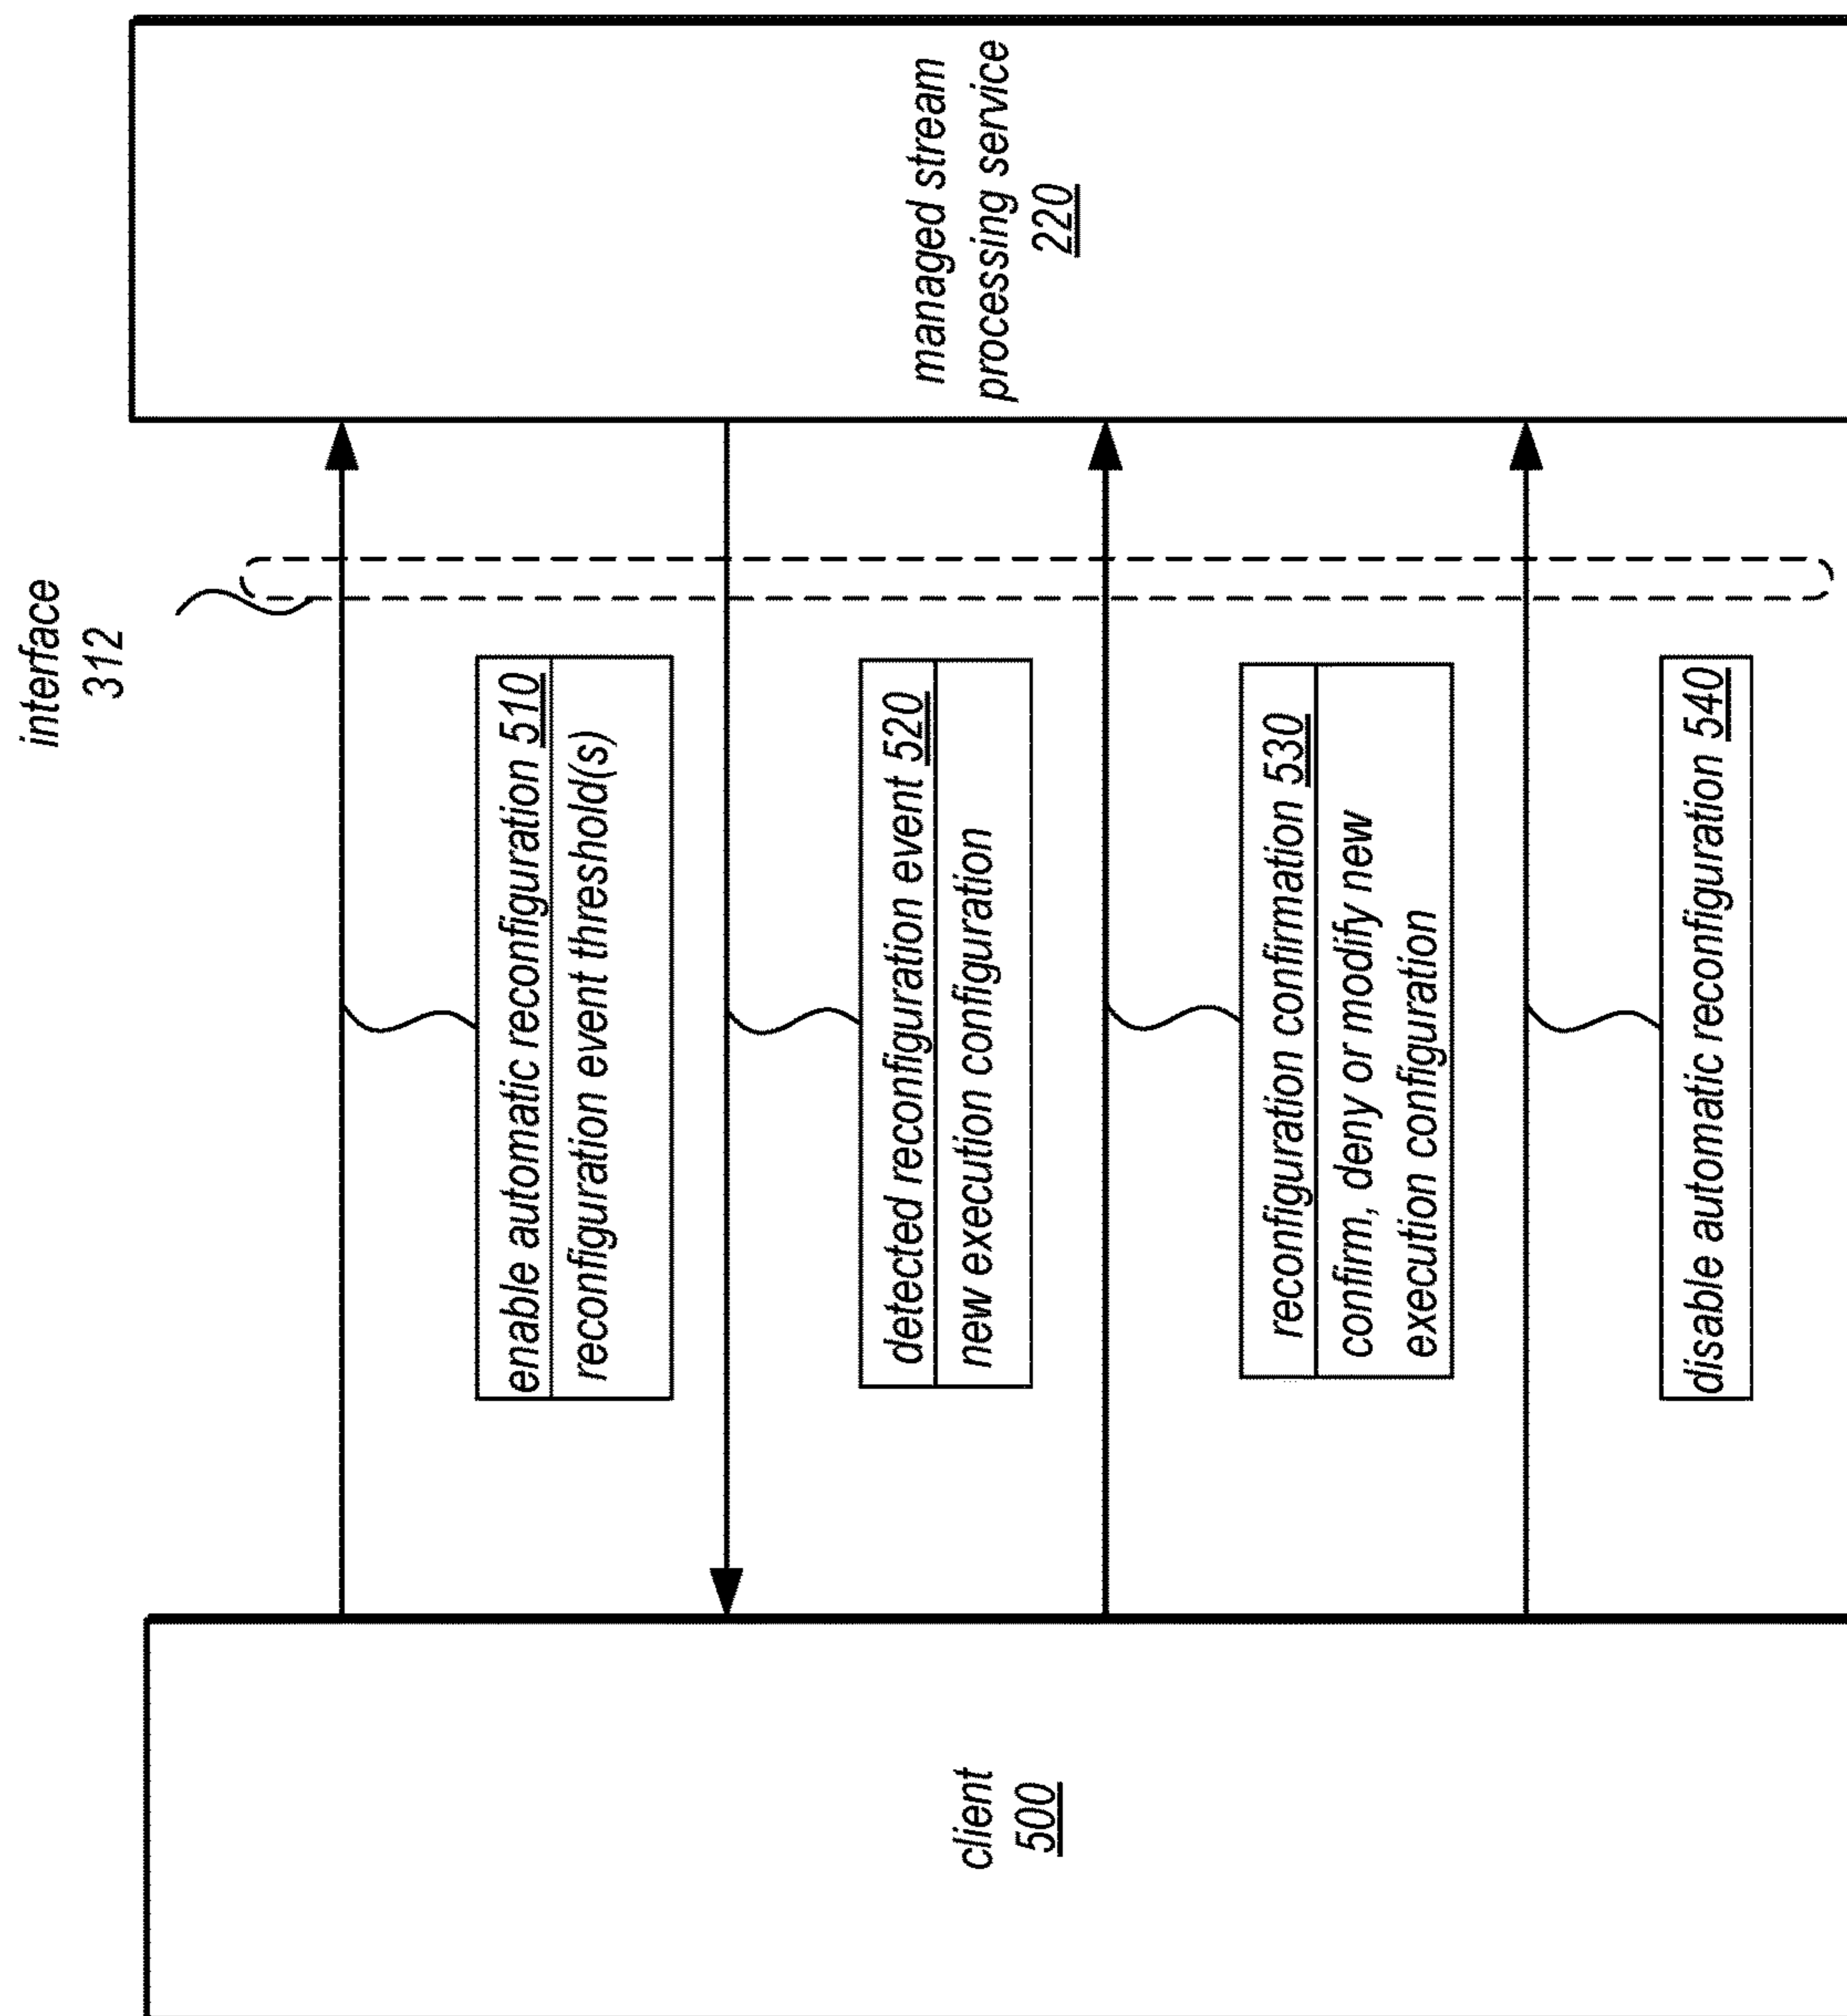 interface
312
client
500
enable automatic reconfiguration 510
reconfiguration event threshold(s)
detected reconfiguration event 520
new execution configuration
reconfiguration confirmation 530
confirm, deny or modify new
execution configuration
disable automatic reconfiguration 540
managed stream
processing service
220